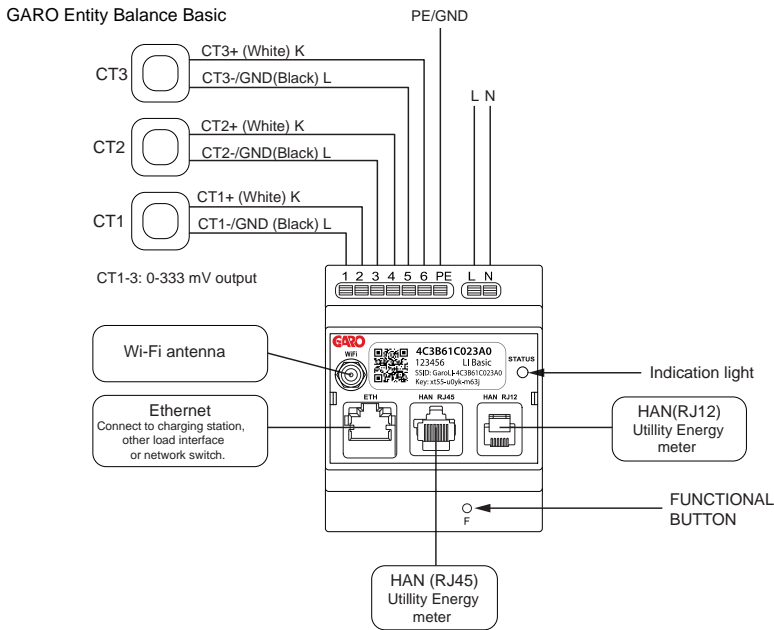 GARO Entity Balance Basic
PE/GND
CT3
CT3+ (White) K
CT3-/GND(Black) L
L N
CT2
CT2+ (White) K
CT2-/GND(Black) L
CT1
CT1+ (White) K
CT1-/GND (Black) L
CT1-3: 0-333 mV output
1 2 3 4 5 6 PE L N
GARO
WiFi
4C3B61C023A0
123456 LI Basic
SSID: GaroLI-4C3B61C023A0
Key: xt55-u0yk-m63j
STATUS
Wi-Fi antenna
Indication light
ETH HAN RJ45 HAN RJ12
Ethernet
Connect to charging station,
other load interface
or network switch.
HAN(RJ12)
Utillity Energy
meter
F
FUNCTIONAL
BUTTON
HAN (RJ45)
Utillity Energy
meter